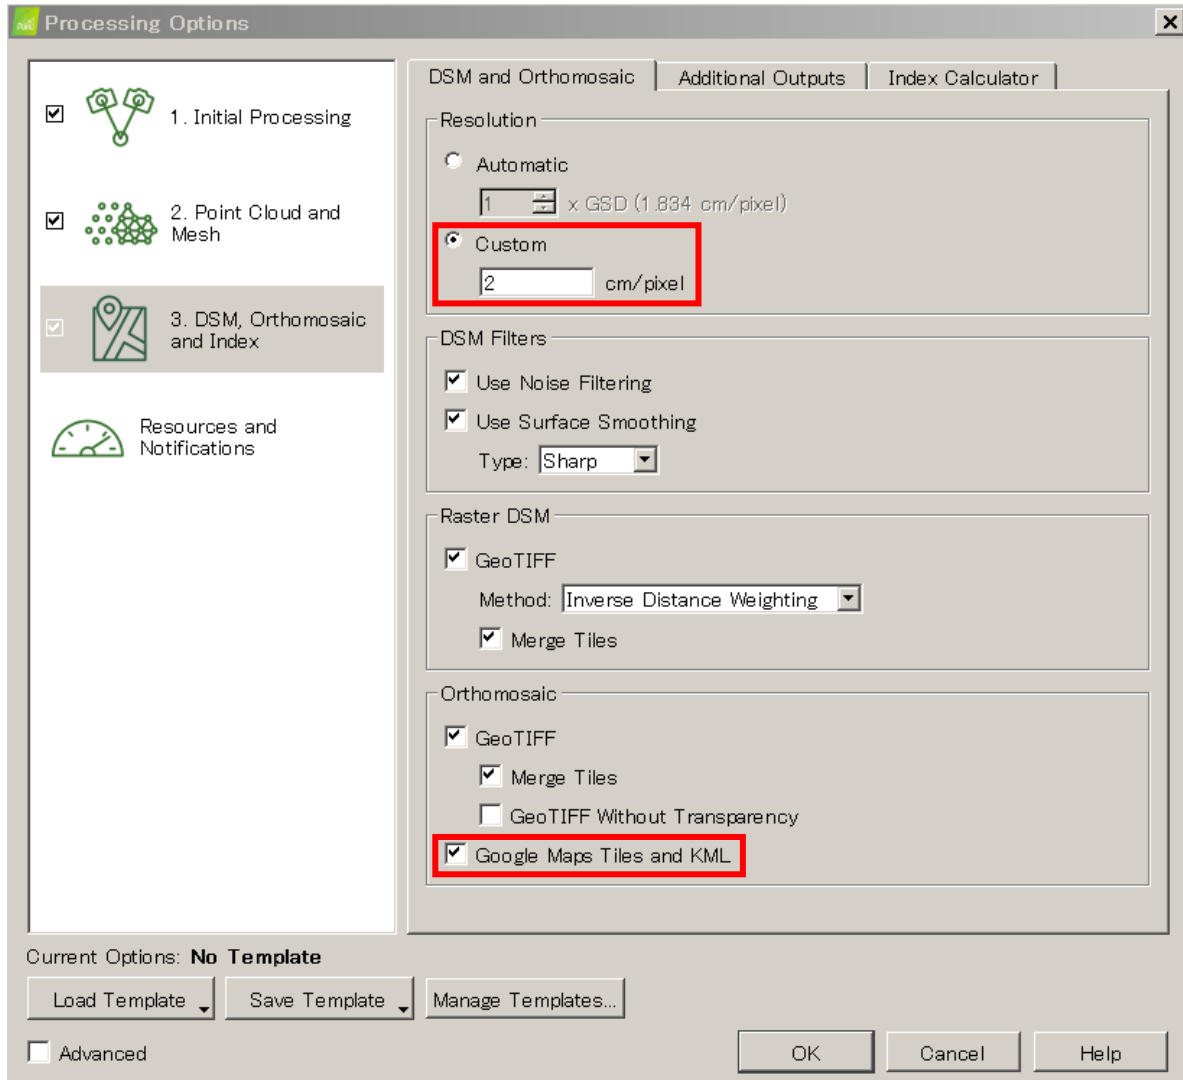 Processing Options
1. Initial Processing
2. Point Cloud and
Mesh
3. DSM, Orthomosaic
and Index
Resources and
Notifications
DSM and Orthomosaic
Additional Outputs
Index Calculator
Resolution
Automatic
1 x GSD (1.834 cm/pixel)
Custom
2 cm/pixel
DSM Filters
Use Noise Filtering
Use Surface Smoothing
Type: Sharp
Raster DSM
GeoTIFF
Method: Inverse Distance Weighting
Merge Tiles
Orthomosaic
GeoTIFF
Merge Tiles
GeoTIFF Without Transparency
Google Maps Tiles and KML
Current Options: No Template
Load Template
Save Template
Manage Templates...
Advanced
OK
Cancel
Help